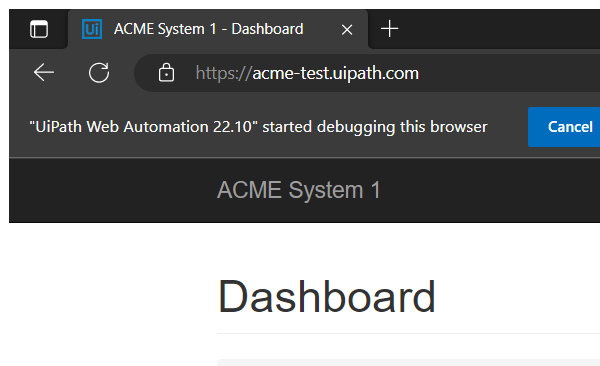 Ui ACME System 1 - Dashboard
https://acme-test.uipath.com
"UiPath Web Automation 22.10" started debugging this browser Cancel
ACME System 1
Dashboard